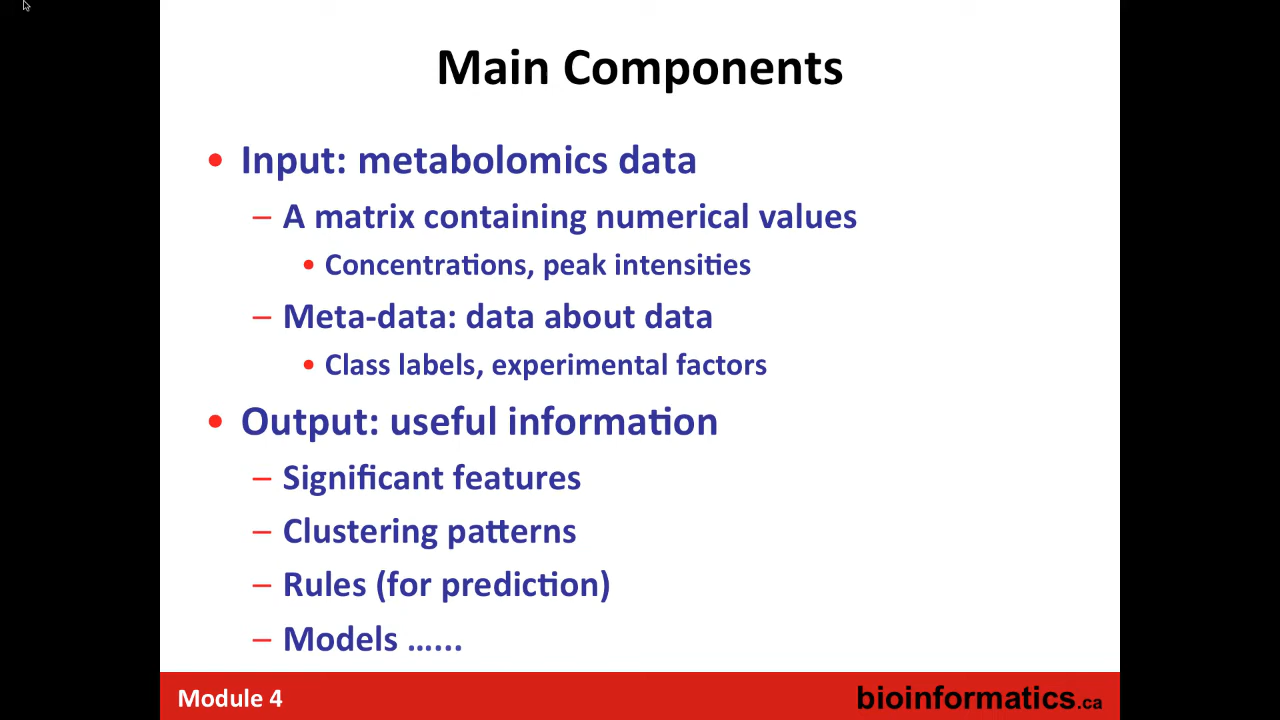 Main Components
• Input: metabolomics data
– A matrix containing numerical values
• Concentrations, peak intensities
– Meta-data: data about data
• Class labels, experimental factors
• Output: useful information
– Significant features
– Clustering patterns
– Rules (for prediction)
– Models …...
Module 4
bioinformatics.ca